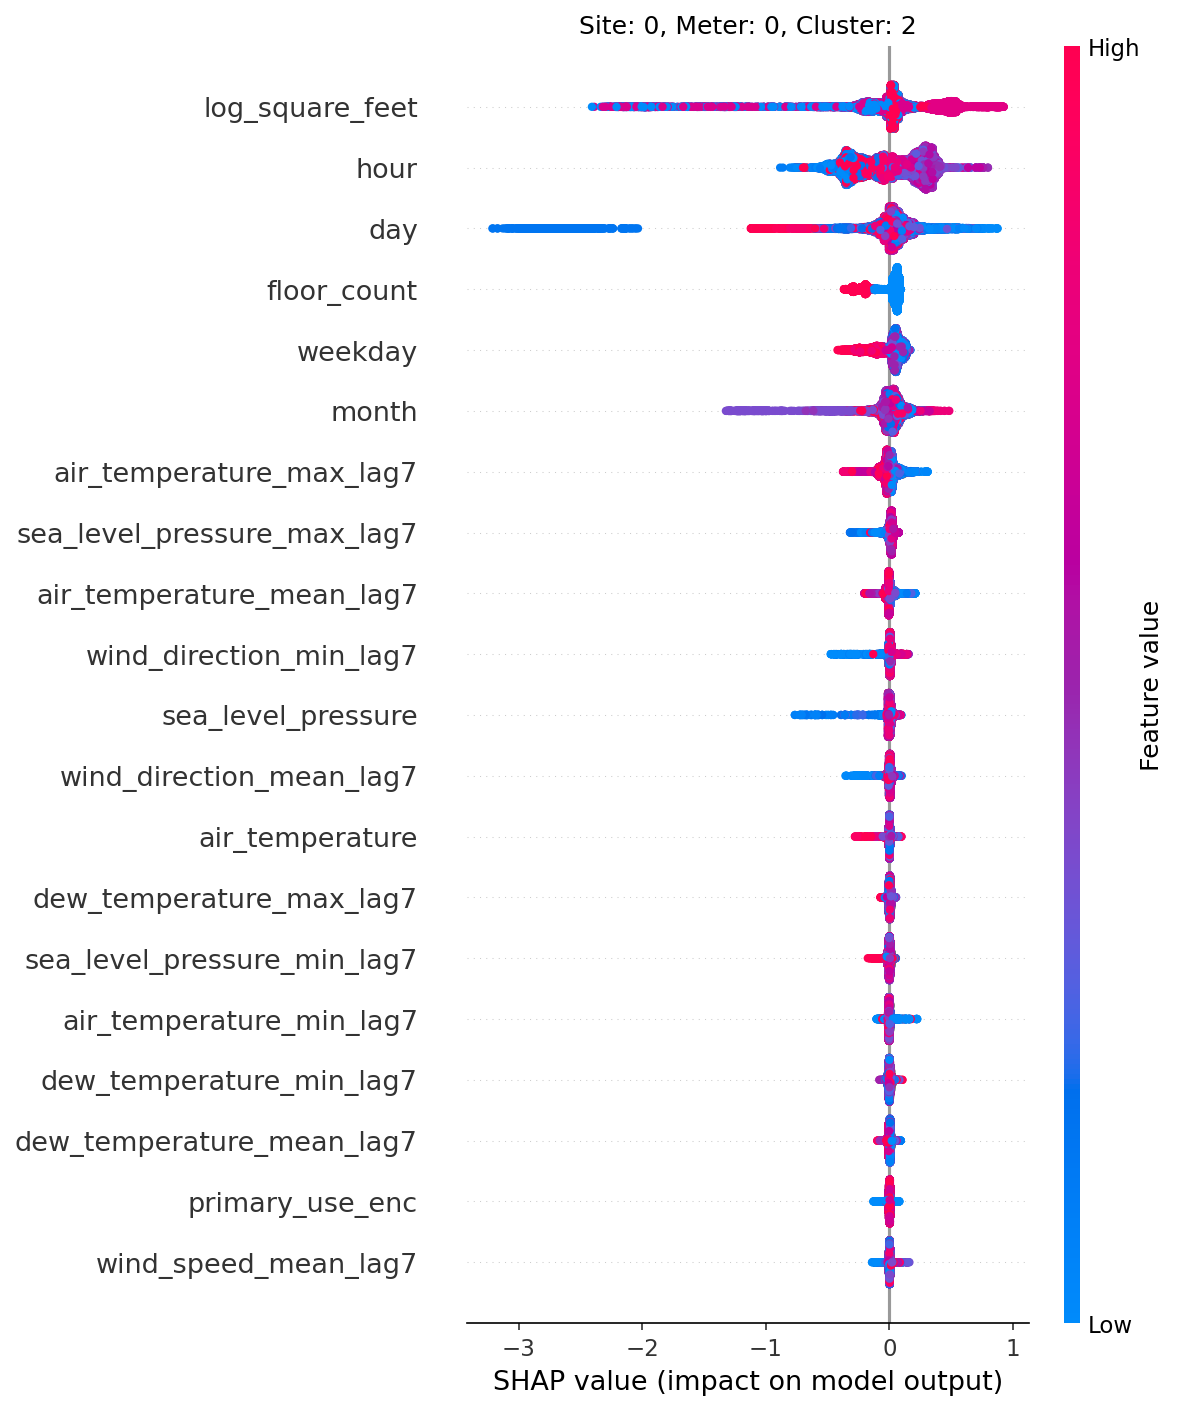 Site: 0, Meter: 0, Cluster: 2
High
log_square_feet
hour
day
floor_count
weekday
month
air_temperature_max_lag7
sea_level_pressure_max_lag7
air_temperature_mean_lag7
wind_direction_min_lag7
sea_level_pressure
wind_direction_mean_lag7
air_temperature
dew_temperature_max_lag7
sea_level_pressure_min_lag7
air_temperature_min_lag7
dew_temperature_min_lag7
dew_temperature_mean_lag7
primary_use_enc
wind_speed_mean_lag7
Feature value
Low
−3 −2 −1 0 1
SHAP value (impact on model output)